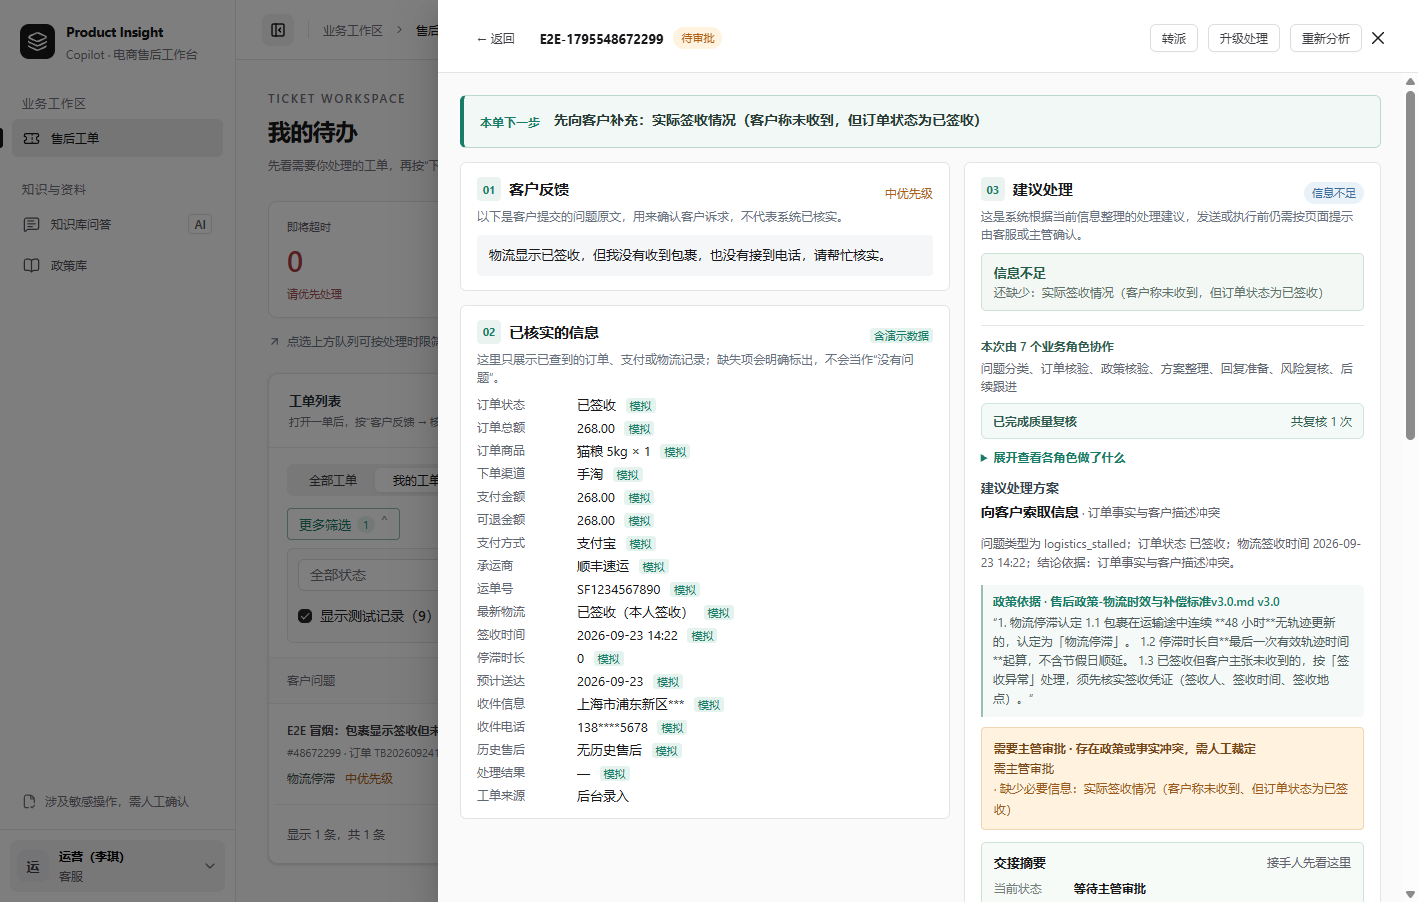 Product Insight
Copilot · 电商售后工作台
业务工作区
售后工单
知识与资料
知识库问答
AI
政策库
涉及敏感操作，需人工确认
运
运营（李琪）
客服
业务工作区
售后
TICKET WORKSPACE
我的待办
先看需要你处理的工单，再按“下
即将超时
0
请优先处理
点选上方队列可按处理时限筛
工单列表
打开一单后，按“客户反馈 → 核
全部工单
我的工单
更多筛选 1
全部状态
显示测试记录（9）
客户问题
E2E 冒烟：包裹显示签收但未
#48672299 · 订单 TB202609241
物流停滞 中优先级
显示 1 条，共 1 条
← 返回
E2E-1795548672299
待审批
转派
升级处理
重新分析
本单下一步
先向客户补充：实际签收情况（客户称未收到，但订单状态为已签收）
01
客户反馈
中优先级
以下是客户提交的问题原文，用来确认客户诉求，不代表系统已核实。
物流显示已签收，但我没有收到包裹，也没有接到电话，请帮忙核实。
02
已核实的信息
含演示数据
这里只展示已查到的订单、支付或物流记录；缺失项会明确标出，不会当作“没有问
题”。
订单状态 已签收 模拟
订单总额 268.00 模拟
订单商品 猫粮 5kg × 1 模拟
下单渠道 手淘 模拟
支付金额 268.00 模拟
可退金额 268.00 模拟
支付方式 支付宝 模拟
承运商 顺丰速运 模拟
运单号 SF1234567890 模拟
最新物流 已签收（本人签收） 模拟
签收时间 2026-09-23 14:22 模拟
停滞时长 0 模拟
预计送达 2026-09-23 模拟
收件信息 上海市浦东新区*** 模拟
收件电话 138****5678 模拟
历史售后 无历史售后 模拟
处理结果 — 模拟
工单来源 后台录入
03
建议处理
信息不足
这是系统根据当前信息整理的处理建议，发送或执行前仍需按页面提示
由客服或主管确认。
信息不足
还缺少：实际签收情况（客户称未收到，但订单状态为已签收）
本次由 7 个业务角色协作
问题分类、订单核验、政策核验、方案整理、回复准备、风险复核、后
续跟进
已完成质量复核
共复核 1 次
展开查看各角色做了什么
建议处理方案
向客户索取信息 · 订单事实与客户描述冲突
问题类型为 logistics_stalled；订单状态 已签收；物流签收时间 2026-09-
23 14:22；结论依据：订单事实与客户描述冲突。
政策依据 · 售后政策-物流时效与补偿标准v3.0.md v3.0
“1. 物流停滞认定 1.1 包裹在运输途中连续 **48 小时**无轨迹更新
的，认定为「物流停滞」。 1.2 停滞时长自**最后一次有效轨迹时间
**起算，不含节假日顺延。 1.3 已签收但客户主张未收到的，按「签
收异常」处理，须先核实签收凭证（签收人、签收时间、签收地
点）。”
需要主管审批 · 存在政策或事实冲突，需人工裁定
需主管审批
· 缺少必要信息：实际签收情况（客户称未收到、但订单状态为已签
收）
交接摘要
接手人先看这里
当前状态 等待主管审批